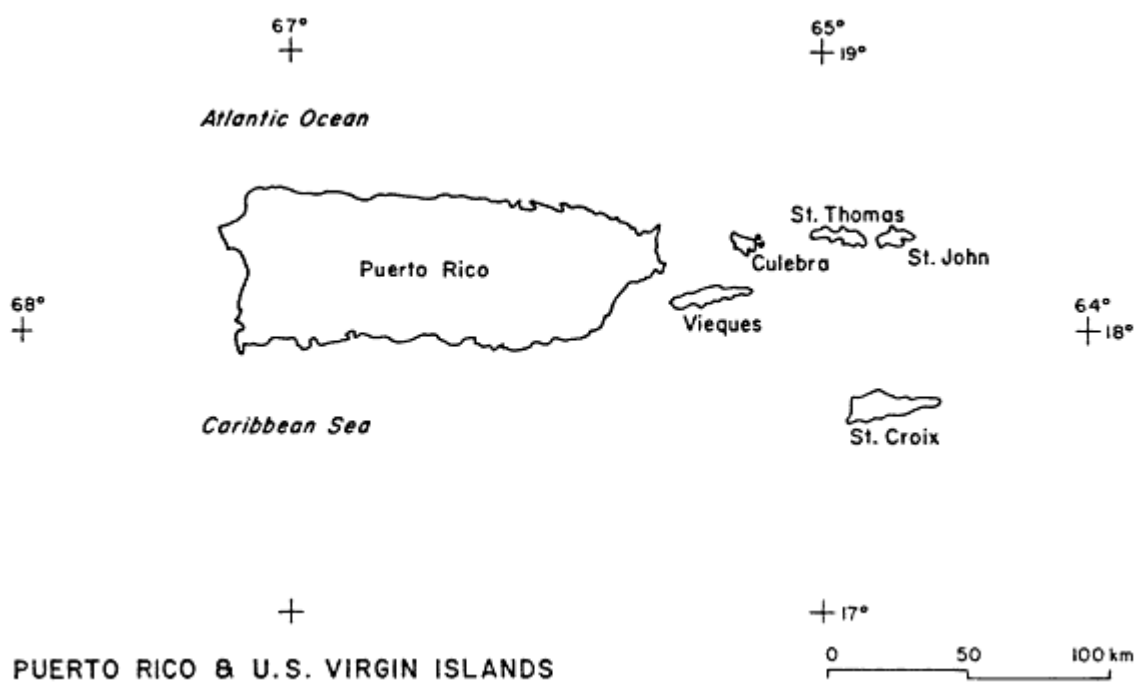 67° 65°
19°
Atlantic Ocean
St. Thomas
Puerto Rico Culebra St. John
68° Vieques 64°
18°
Caribbean Sea
St. Croix
17°
PUERTO RICO & U.S. VIRGIN ISLANDS 0 50 100 km